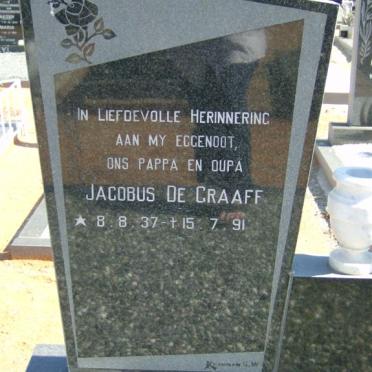 IN LIEFDEVOLLE HERINNERING
AAN MY EGGENOOT,
ONS PAPPA EN OUPA
JACOBUS DE GRAAFF
★ 8. 8. 37 - † 15. 7. 91